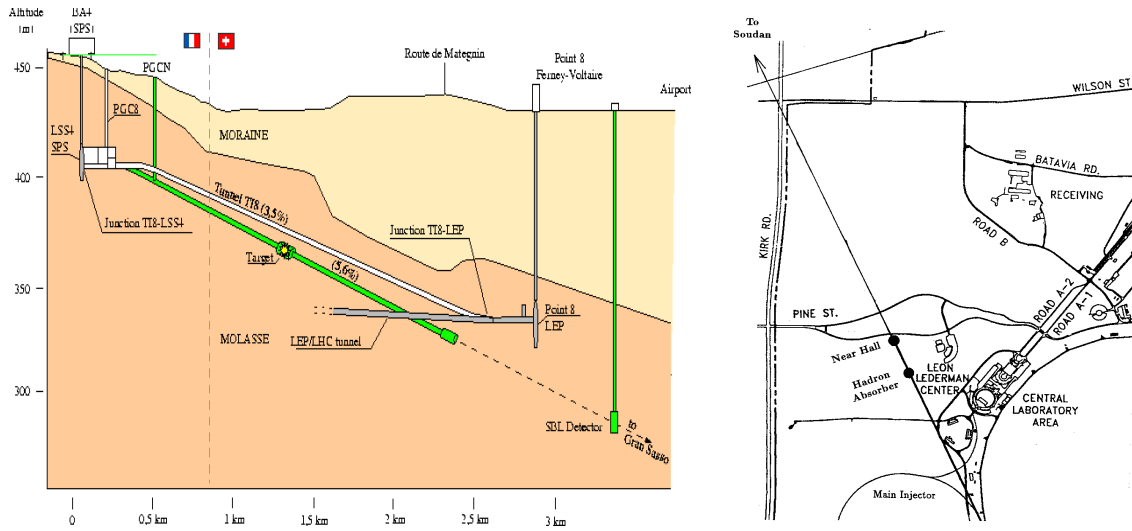 Altitude
(m)
BA4
(SPS)
450
400
350
300
PGCN
PGC8
LSS4
SPS
MORAINE
MOLASSE
Route de Mategnin
Point 8
Ferney-Voltaire
Airport
Junction TI8-LSS4
Tunnel TI8 (3,5%)
Junction TI8-LEP
Target
(5,6%)
LEP/LHC tunnel
Point 8
LEP
SBL Detector
to
Gran Sasso
0
0,5 km
1 km
1,5 km
2 km
2,5 km
3 km
To
Soudan
WILSON ST.
BATAVIA RD.
RECEIVING
ROAD B
KIRK RD.
ROAD A-2
ROAD A-1
PINE ST.
Near Hall
Hadron
Absorber
LEON
LEDERMAN
CENTER
CENTRAL
LABORATORY
AREA
Main Injector